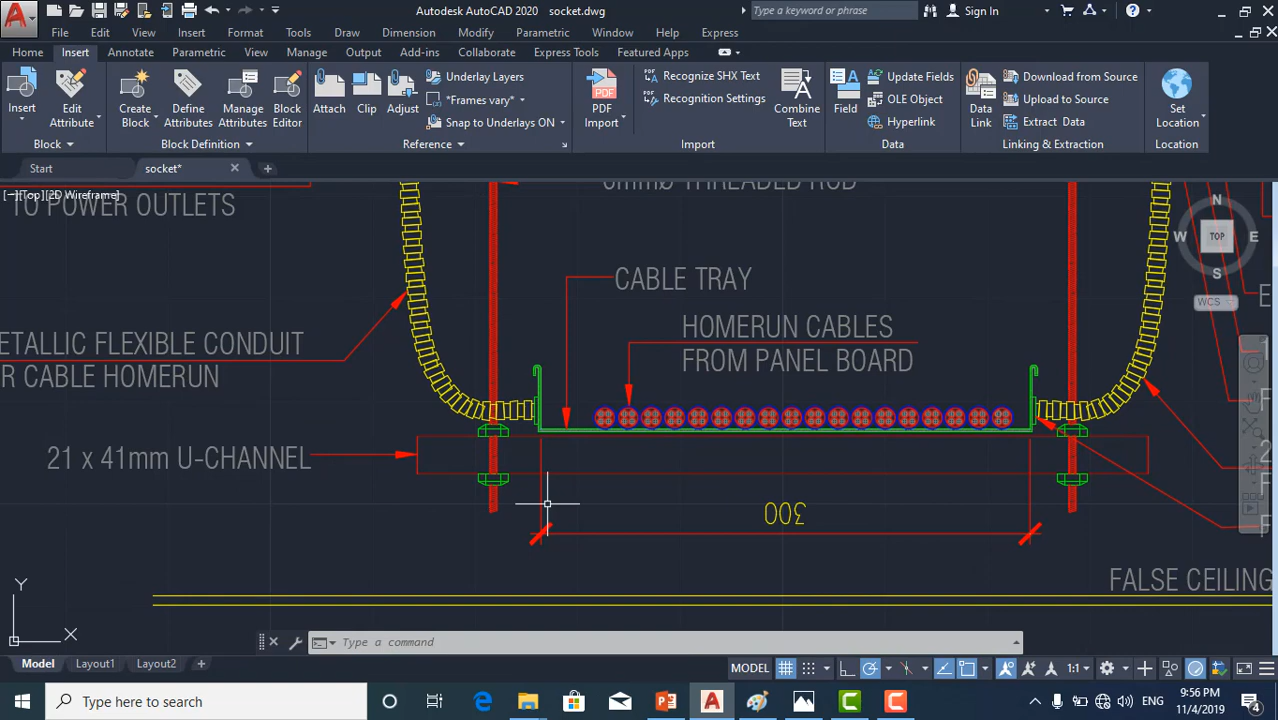 Autodesk AutoCAD 2020 socket.dwg
Type a keyword or phrase
Sign In
File Edit View Insert Format Tools Draw Dimension Modify Parametric Window Help Express
Home Insert Annotate Parametric View Manage Output Add-ins Collaborate Express Tools Featured Apps
Insert
Edit
Attribute
Block
Create
Block
Define
Attributes
Manage
Attributes
Block
Editor
Block Definition
Attach
Clip
Adjust
Underlay Layers
*Frames vary*
Snap to Underlays ON
Reference
PDF
PDF
Import
PDF
Recognize SHX Text
PDF
Recognition Settings
Combine
Text
Import
Field
Update Fields
OLE Object
Hyperlink
Data
Data
Link
Download from Source
Upload to Source
Extract Data
Linking & Extraction
Set
Location
Location
Start
socket*
[−][Top][2D Wireframe]
TO POWER OUTLETS
6mmø THREADED ROD
N
W TOP E
S
WCS
CABLE TRAY
HOMERUN CABLES
FROM PANEL BOARD
ETALLIC FLEXIBLE CONDUIT
R CABLE HOMERUN
21 x 41mm U-CHANNEL
300
FALSE CEILING
Y
X
Type a command
Model Layout1 Layout2
MODEL
1:1
Type here to search
ENG
9:56 PM
11/4/2019
4